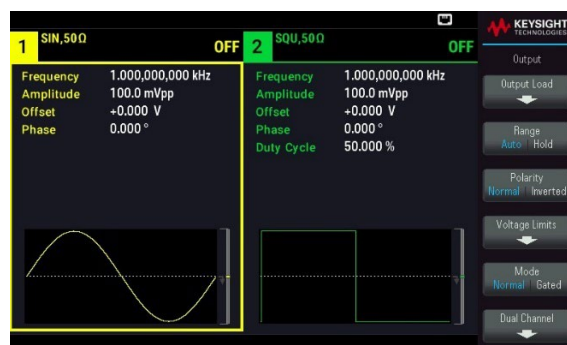 1 SIN,50Ω OFF
2 SQU,50Ω OFF
Frequency 1.000,000,000 kHz
Amplitude 100.0 mVpp
Offset +0.000 V
Phase 0.000 °
Frequency 1.000,000,000 kHz
Amplitude 100.0 mVpp
Offset +0.000 V
Phase 0.000 °
Duty Cycle 50.000 %
KEYSIGHT
TECHNOLOGIES
Output
Output Load
Range
Auto Hold
Polarity
Normal Inverted
Voltage Limits
Mode
Normal Gated
Dual Channel